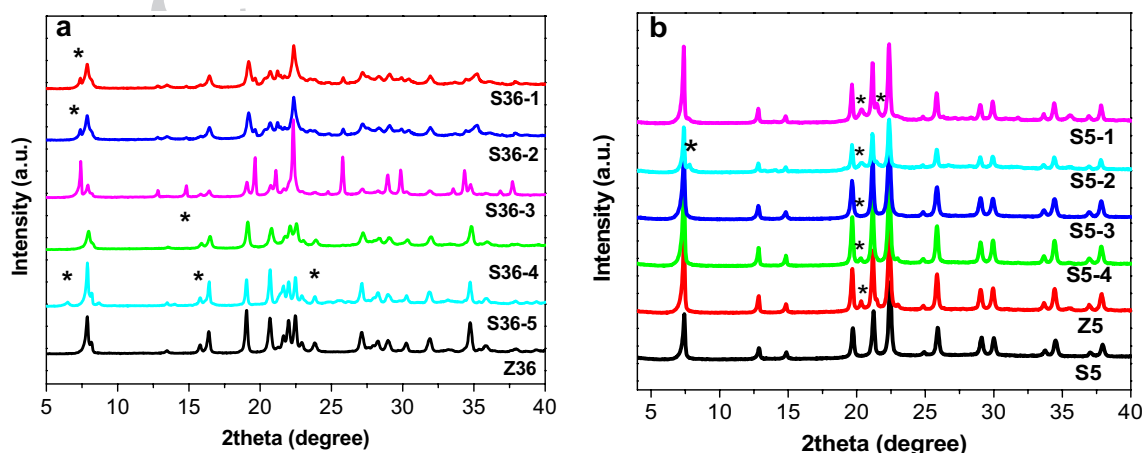 a
*
S36-1
*
S36-2
S36-3
*
S36-4
* * *
S36-5
Z36
5 10 15 20 25 30 35 40
2theta (degree)
Intensity (a.u.)
b
* *
S5-1
* *
S5-2
*
S5-3
*
S5-4
*
Z5
S5
5 10 15 20 25 30 35 40
2theta (degree)
Intensity (a.u.)